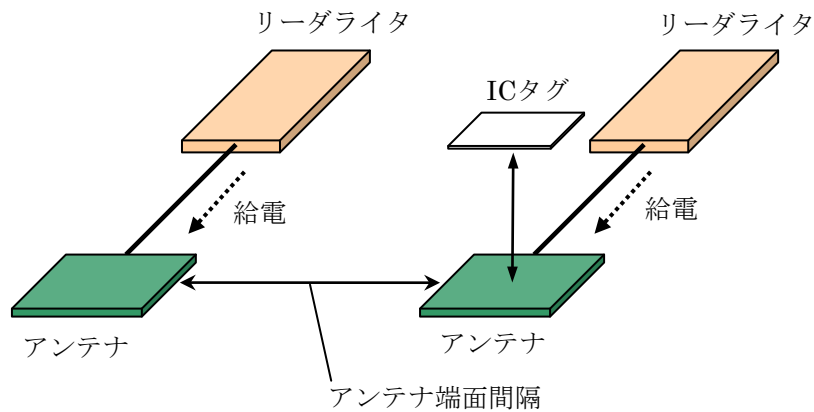 リーダライタ
リーダライタ
ICタグ
給電
給電
アンテナ
アンテナ
アンテナ端面間隔